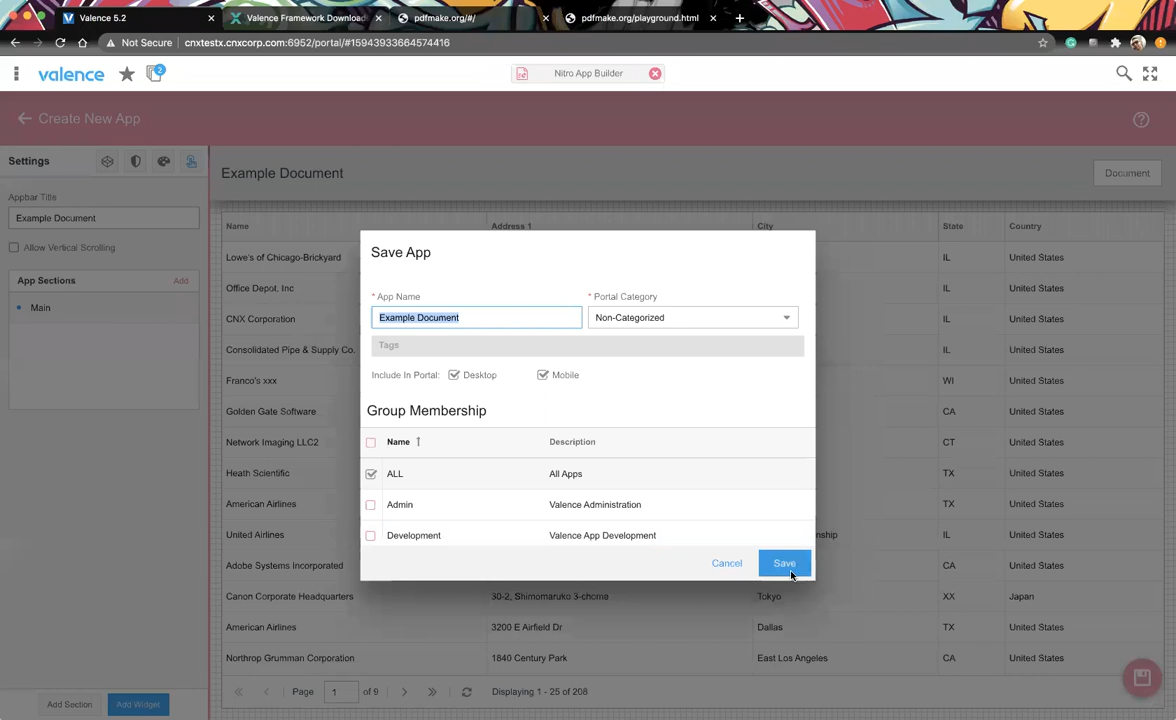 Valence 5.2
Valence Framework Download
pdfmake.org/#/
pdfmake.org/playground.html
Not Secure
cnxtestx.cnxcorp.com:6952/portal/#15943933664574416
valence
2
Nitro App Builder
Create New App
Settings
Example Document
Document
Appbar Title
Example Document
Allow Vertical Scrolling
App Sections
Add
Main
Name
Address 1
City
State
Country
Lowe's of Chicago-Brickyard
IL
United States
Office Depot, Inc
IL
United States
CNX Corporation
IL
United States
Consolidated Pipe & Supply Co.
IL
United States
Franco's xxx
WI
United States
Golden Gate Software
CA
United States
Network Imaging LLC2
CT
United States
Heath Scientific
TX
United States
American Airlines
TX
United States
United Airlines
nship
IL
United States
Adobe Systems Incorporated
CA
United States
Canon Corporate Headquarters
30-2, Shimomaruko 3-chome
Tokyo
XX
Japan
American Airlines
3200 E Airfield Dr
Dallas
TX
United States
Northrop Grumman Corporation
1840 Century Park
East Los Angeles
CA
United States
Save App
* App Name
* Portal Category
Example Document
Non-Categorized
Tags
Include In Portal:
Desktop
Mobile
Group Membership
Name
Description
ALL
All Apps
Admin
Valence Administration
Development
Valence App Development
Cancel
Save
Page
1
of 9
Displaying 1 - 25 of 208
Add Section
Add Widget